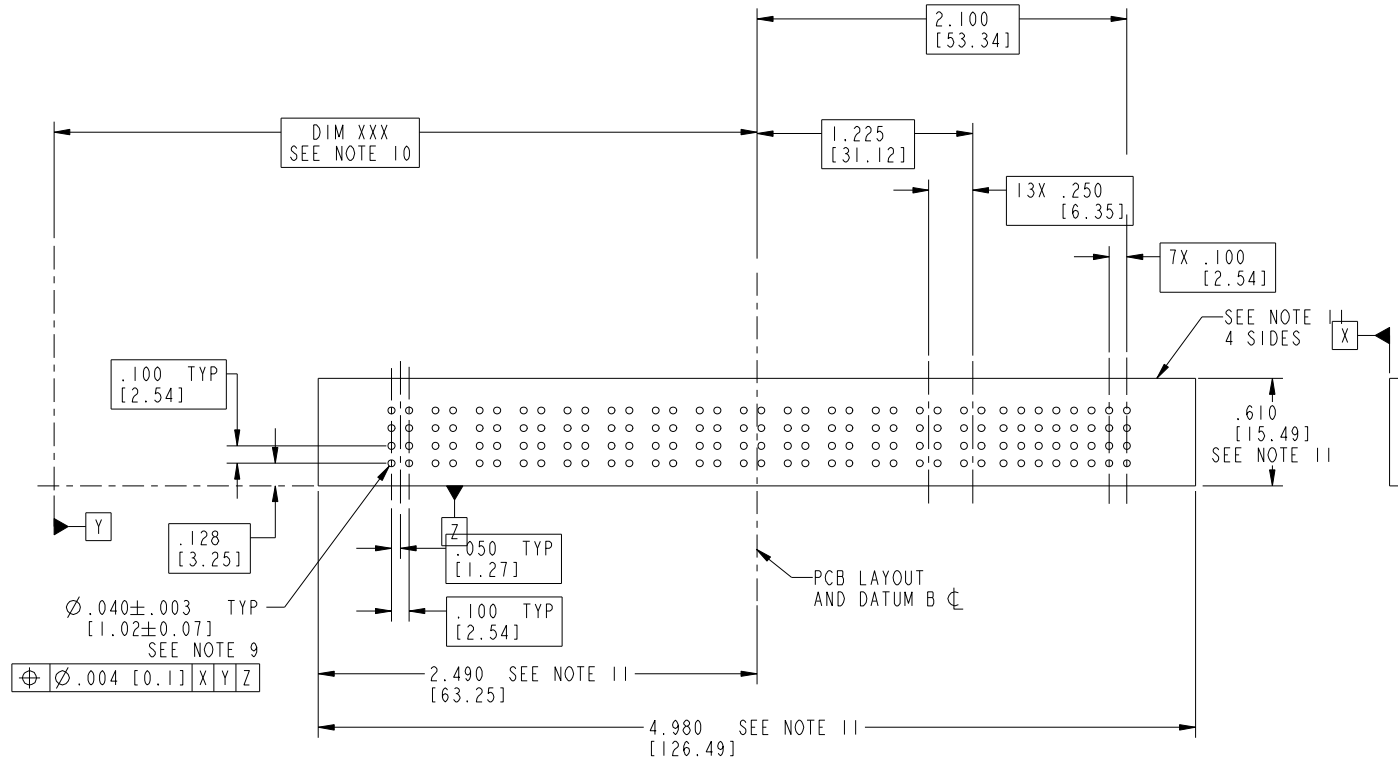 2.100
[53.34]
DIM XXX
SEE NOTE 10
1.225
[31.12]
13X .250
[6.35]
7X .100
[2.54]
SEE NOTE 11
4 SIDES
X
.100 TYP
[2.54]
.610
[15.49]
SEE NOTE 11
Y
.128
[3.25]
Z
.050 TYP
[1.27]
PCB LAYOUT
AND DATUM B ℄
Ø.040±.003 TYP
[1.02±0.07]
SEE NOTE 9
⌖ Ø.004 [0.1] X Y Z
.100 TYP
[2.54]
2.490 SEE NOTE 11
[63.25]
4.980 SEE NOTE 11
[126.49]